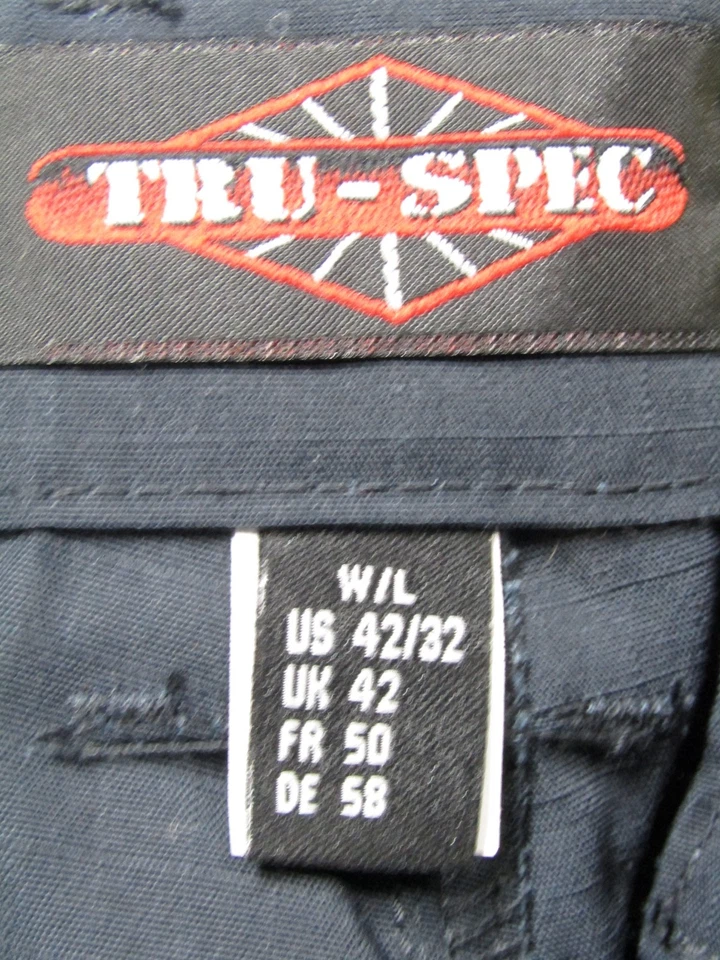 TRU-SPEC
W/L
US 42/32
UK 42
FR 50
DE 58